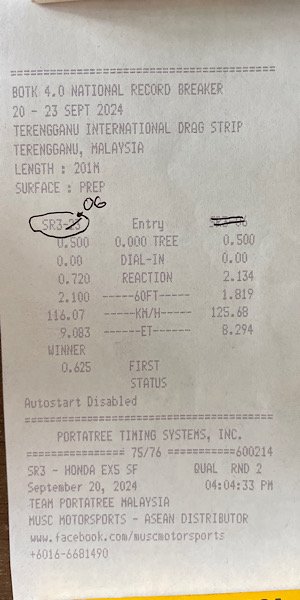 BOTK 4.0 NATIONAL RECORD BREAKER
20 - 23 SEPT 2024
TERENGGANU INTERNATIONAL DRAG STRIP
TERENGGANU, MALAYSIA
LENGTH : 201M
SURFACE : PREP
06
SR3-23 Entry
0.500 0.000 TREE 0.500
0.00 DIAL-IN 0.00
0.720 REACTION 2.134
2.100 -----60FT------ 1.819
116.07 -----KM/H------ 125.68
9.083 ------ET------- 8.294
WINNER
0.625 FIRST
STATUS
Autostart Disabled
PORTATREE TIMING SYSTEMS, INC.
=============== 75/76 ===========600214
SR3 - HONDA EX5 SF QUAL RND 2
September 20, 2024 04:04:33 PM
TEAM PORTATREE MALAYSIA
MUSC MOTORSPORTS - ASEAN DISTRIBUTOR
www.facebook.com/muscmotorsports
+6016-6681490